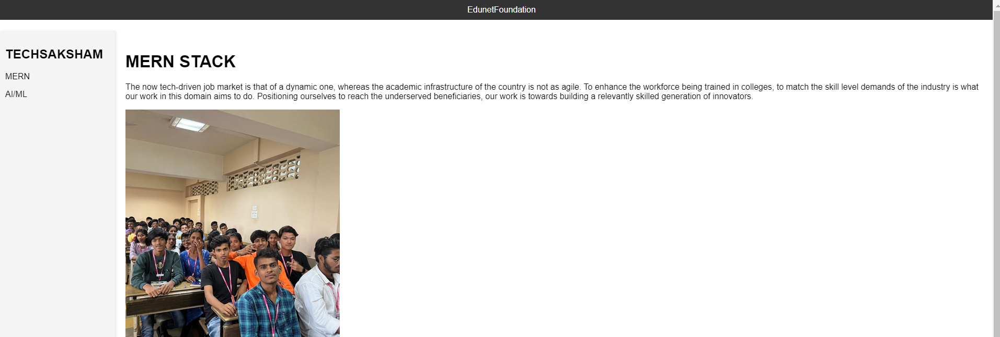 EdunetFoundation
TECHSAKSHAM
MERN
AI/ML
MERN STACK
The now tech-driven job market is that of a dynamic one, whereas the academic infrastructure of the country is not as agile. To enhance the workforce being trained in colleges, to match the skill level demands of the industry is what
our work in this domain aims to do. Positioning ourselves to reach the underserved beneficiaries, our work is towards building a relevantly skilled generation of innovators.